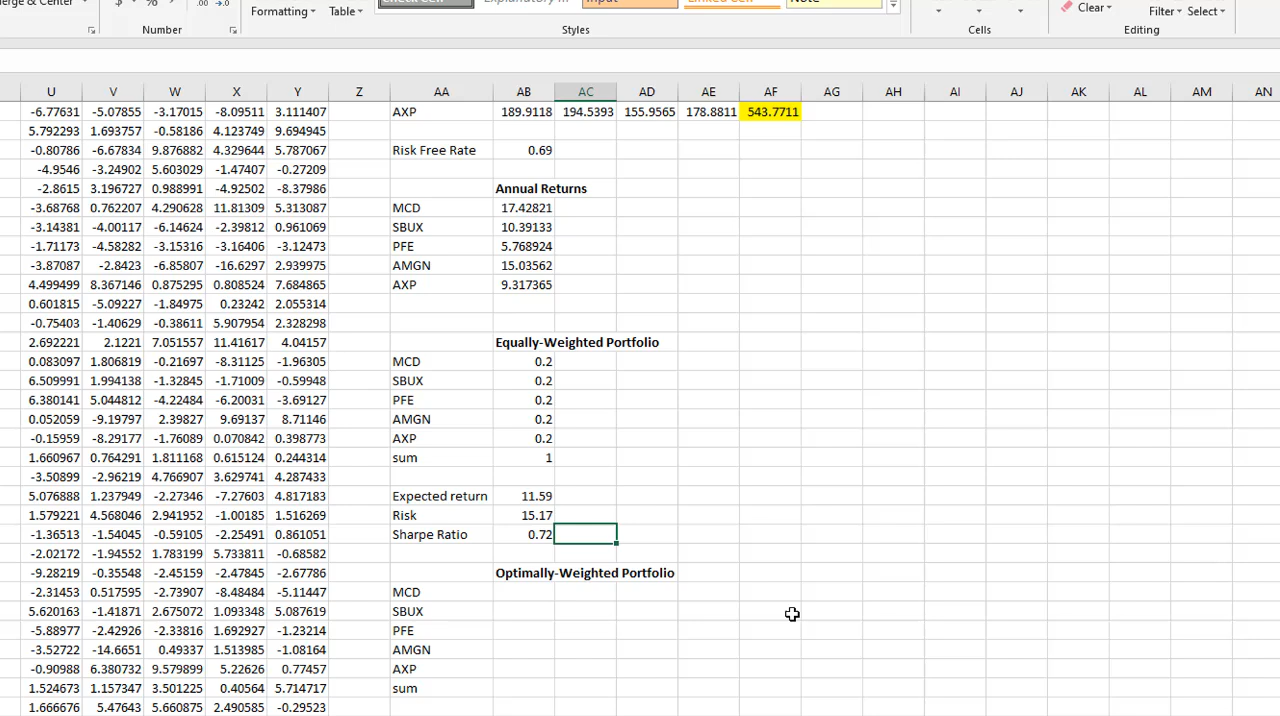 Merge & Center $ % .00 Formatting Table Check Cell Explanatory Input Linked Cell Note Clear Filter Select
Number Styles Cells Editing
U V W X Y Z AA AB AC AD AE AF AG AH AI AJ AK AL AM AN
-6.77631 -5.07855 -3.17015 -8.09511 3.111407 AXP 189.9118 194.5393 155.9565 178.8811 543.7711
5.792293 1.693757 -0.58186 4.123749 9.694945
-0.80786 -6.67834 9.876882 4.329644 5.787067 Risk Free Rate 0.69
-4.9546 -3.24902 5.603029 -1.47407 -0.27209
-2.8615 3.196727 0.988991 -4.92502 -8.37986 Annual Returns
-3.68768 0.762207 4.290628 11.81309 5.313087 MCD 17.42821
-3.14381 -4.00117 -6.14624 -2.39812 0.961069 SBUX 10.39133
-1.71173 -4.58282 -3.15316 -3.16406 -3.12473 PFE 5.768924
-3.87087 -2.8423 -6.85807 -16.6297 2.939975 AMGN 15.03562
4.499499 8.367146 0.875295 0.808524 7.684865 AXP 9.317365
0.601815 -5.09227 -1.84975 0.23242 2.055314
-0.75403 -1.40629 -0.38611 5.907954 2.328298
2.692221 2.1221 7.051557 11.41617 4.04157 Equally-Weighted Portfolio
0.083097 1.806819 -0.21697 -8.31125 -1.96305 MCD 0.2
6.509991 1.994138 -1.32845 -1.71009 -0.59948 SBUX 0.2
6.380141 5.044812 -4.22484 -6.20031 -3.69127 PFE 0.2
0.052059 -9.19797 2.39827 9.69137 8.71146 AMGN 0.2
-0.15959 -8.29177 -1.76089 0.070842 0.398773 AXP 0.2
1.660967 0.764291 1.811168 0.615124 0.244314 sum 1
-3.50899 -2.96219 4.766907 3.629741 4.287433
5.076888 1.237949 -2.27346 -7.27603 4.817183 Expected return 11.59
1.579221 4.568046 2.941952 -1.00185 1.516269 Risk 15.17
-1.36513 -1.54045 -0.59105 -2.25491 0.861051 Sharpe Ratio 0.72
-2.02172 -1.94552 1.783199 5.733811 -0.68582
-9.28219 -0.35548 -2.45159 -2.47845 -2.67786 Optimally-Weighted Portfolio
-2.31453 0.517595 -2.73907 -8.48484 -5.11447 MCD
5.620163 -1.41871 2.675072 1.093348 5.087619 SBUX
-5.88977 -2.42926 -2.33816 1.692927 -1.23214 PFE
-3.52722 -14.6651 0.49337 1.513985 -1.08164 AMGN
-0.90988 6.380732 9.579899 5.22626 0.77457 AXP
1.524673 1.157347 3.501225 0.40564 5.714717 sum
1.666676 5.47643 5.660875 2.490585 -0.29523